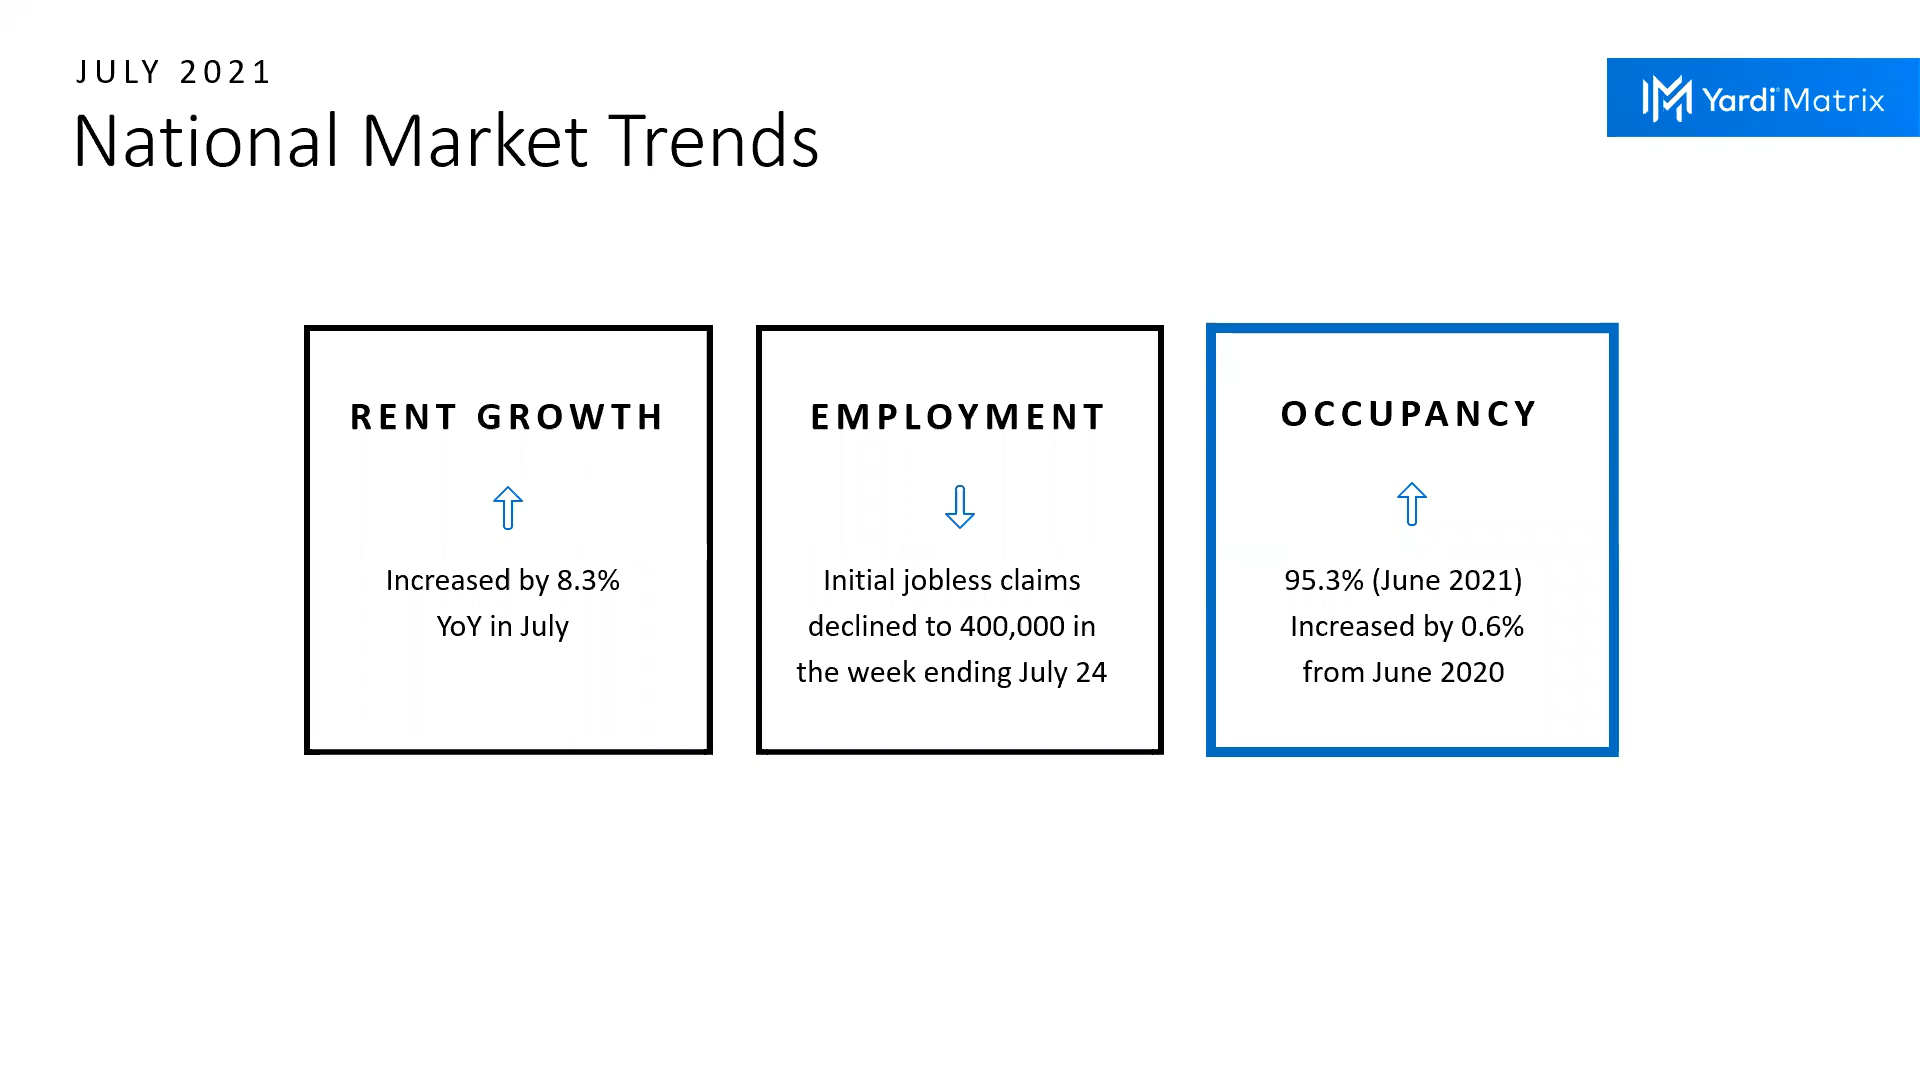 JULY 2021
National Market Trends
Yardi Matrix
RENT GROWTH
Increased by 8.3%
YoY in July
EMPLOYMENT
Initial jobless claims
declined to 400,000 in
the week ending July 24
OCCUPANCY
95.3% (June 2021)
Increased by 0.6%
from June 2020